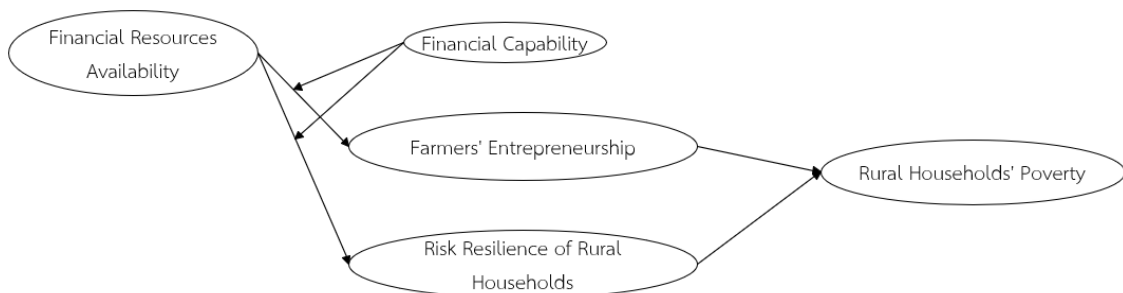 Financial Resources
Availability
Financial Capability
Farmers' Entrepreneurship
Rural Households' Poverty
Risk Resilience of Rural
Households